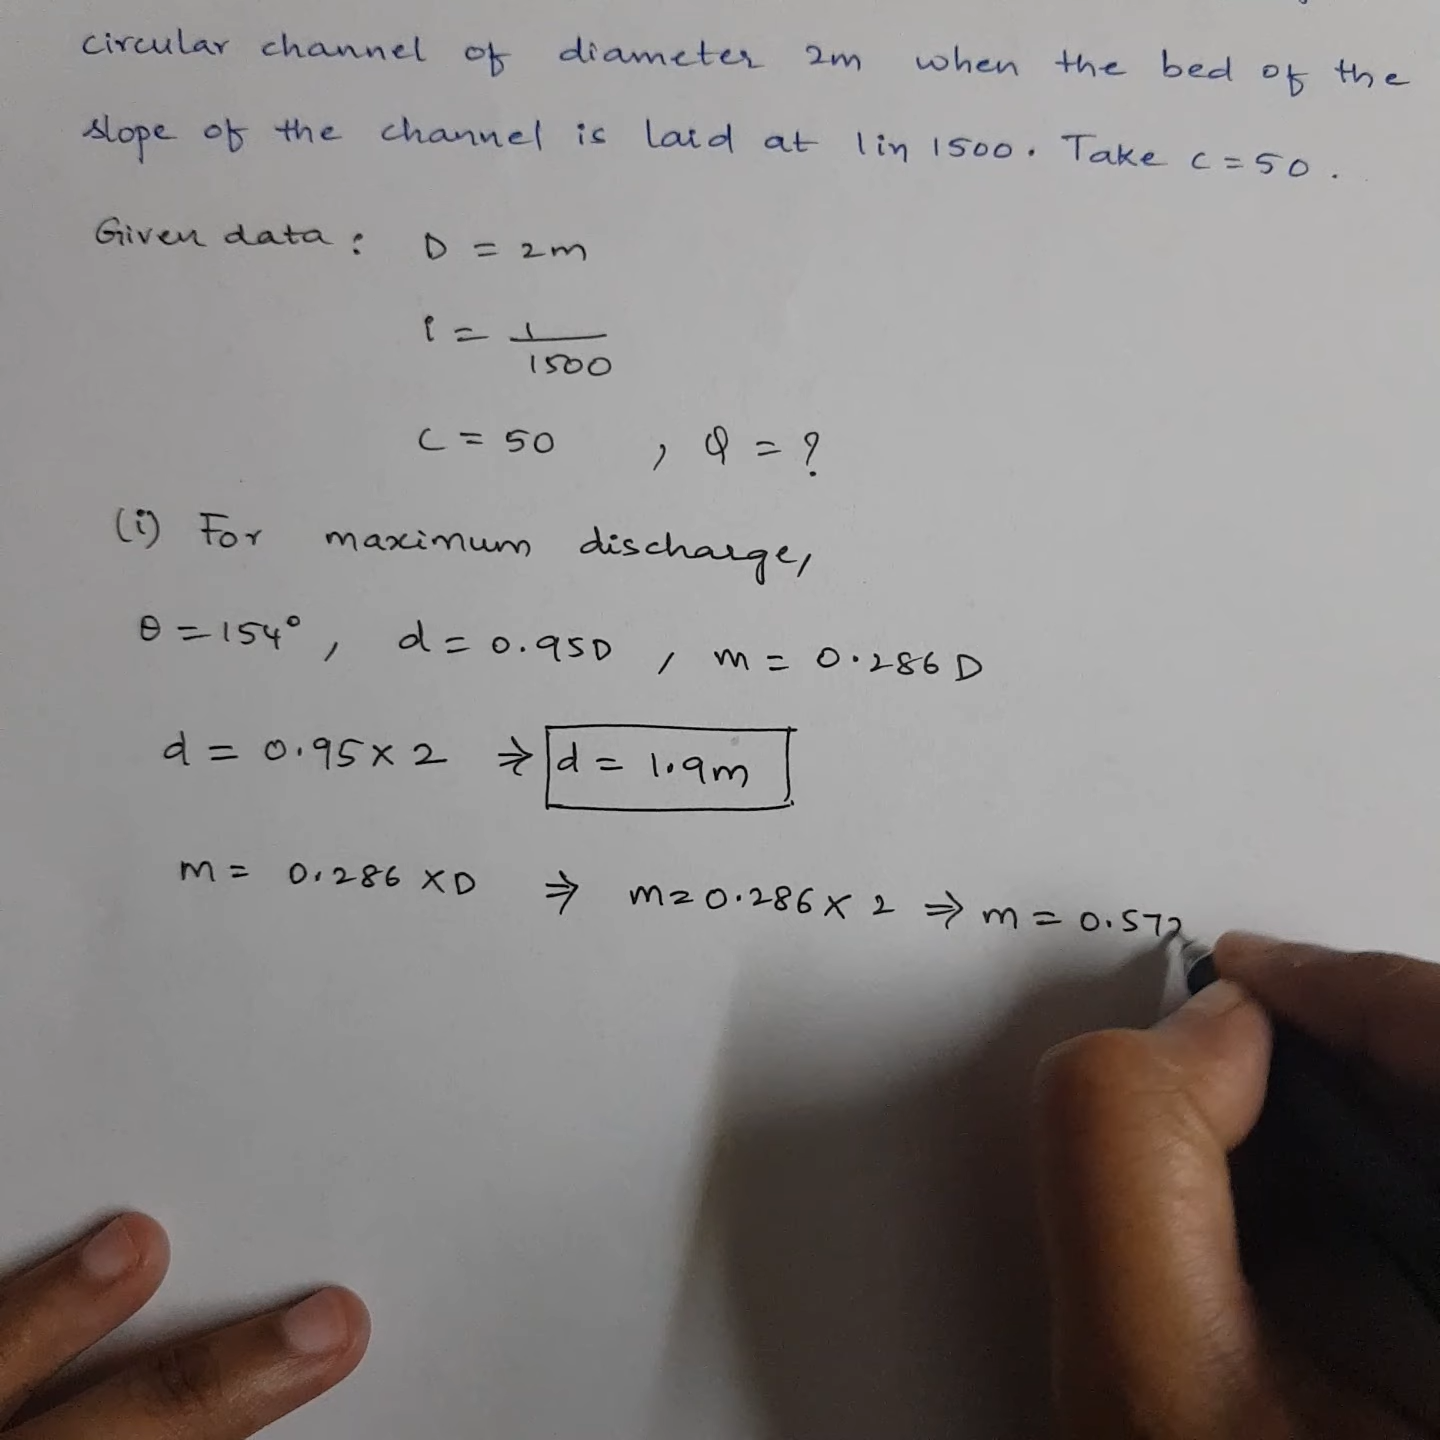 circular channel of diameter 2m when the bed of the
slope of the channel is laid at 1 in 1500. Take c = 50.
Given data : D = 2m
i = 1/1500
C = 50 , Q = ?
(i) For maximum discharge,
θ = 154° , d = 0.95D , m = 0.286 D
d = 0.95 × 2 ⇒ d = 1.9m
m = 0.286 × D ⇒ m = 0.286 × 2 ⇒ m = 0.572